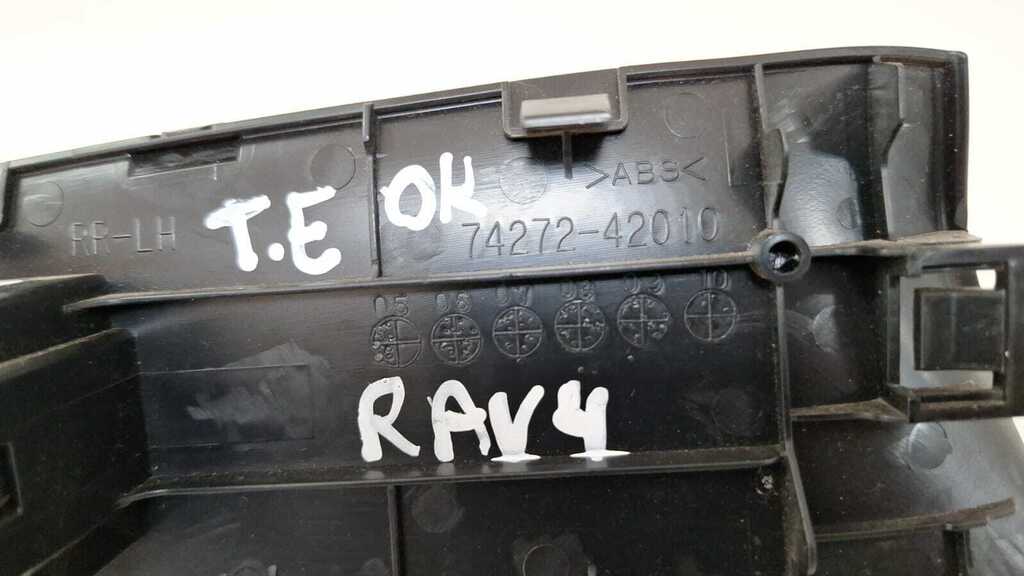 >ABS<
RR-LH T.E OK 74272-42010
05 06 07 08 09 10
RAV4